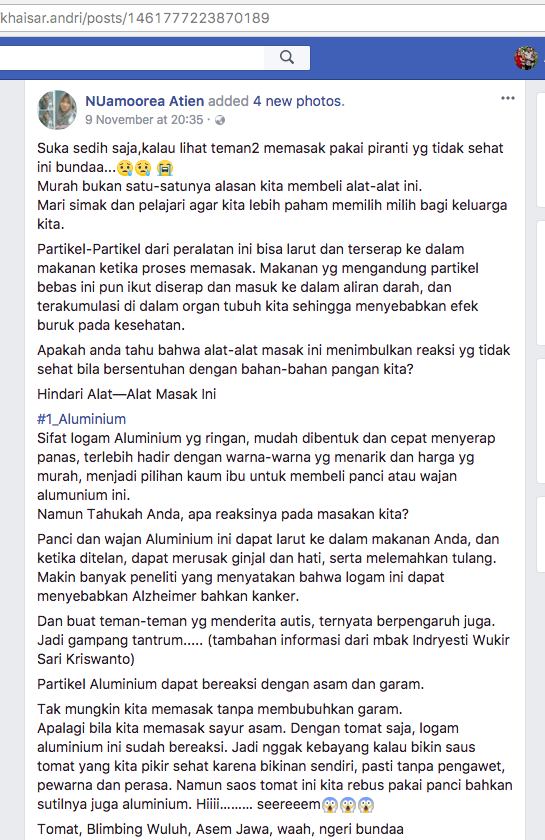 khaisar.andri/posts/1461777223870189
NUamoorea Atien added 4 new photos.
9 November at 20:35 ·
Suka sedih saja,kalau lihat teman2 memasak pakai piranti yg tidak sehat
ini bundaa...😢😢 😭
Murah bukan satu-satunya alasan kita membeli alat-alat ini.
Mari simak dan pelajari agar kita lebih paham memilih milih bagi keluarga
kita.
Partikel-Partikel dari peralatan ini bisa larut dan terserap ke dalam
makanan ketika proses memasak. Makanan yg mengandung partikel
bebas ini pun ikut diserap dan masuk ke dalam aliran darah, dan
terakumulasi di dalam organ tubuh kita sehingga menyebabkan efek
buruk pada kesehatan.
Apakah anda tahu bahwa alat-alat masak ini menimbulkan reaksi yg tidak
sehat bila bersentuhan dengan bahan-bahan pangan kita?
Hindari Alat—Alat Masak Ini
#1_Aluminium
Sifat logam Aluminium yg ringan, mudah dibentuk dan cepat menyerap
panas, terlebih hadir dengan warna-warna yg menarik dan harga yg
murah, menjadi pilihan kaum ibu untuk membeli panci atau wajan
alumunium ini.
Namun Tahukah Anda, apa reaksinya pada masakan kita?
Panci dan wajan Aluminium ini dapat larut ke dalam makanan Anda, dan
ketika ditelan, dapat merusak ginjal dan hati, serta melemahkan tulang.
Makin banyak peneliti yang menyatakan bahwa logam ini dapat
menyebabkan Alzheimer bahkan kanker.
Dan buat teman-teman yg menderita autis, ternyata berpengaruh juga.
Jadi gampang tantrum..... (tambahan informasi dari mbak Indryesti Wukir
Sari Kriswanto)
Partikel Aluminium dapat bereaksi dengan asam dan garam.
Tak mungkin kita memasak tanpa membubuhkan garam.
Apalagi bila kita memasak sayur asam. Dengan tomat saja, logam
aluminium ini sudah bereaksi. Jadi nggak kebayang kalau bikin saus
tomat yang kita pikir sehat karena bikinan sendiri, pasti tanpa pengawet,
pewarna dan perasa. Namun saos tomat ini kita rebus pakai panci bahkan
sutilnya juga aluminium. Hiiii......... seereeem😱😱😱
Tomat, Blimbing Wuluh, Asem Jawa, waah, ngeri bundaa